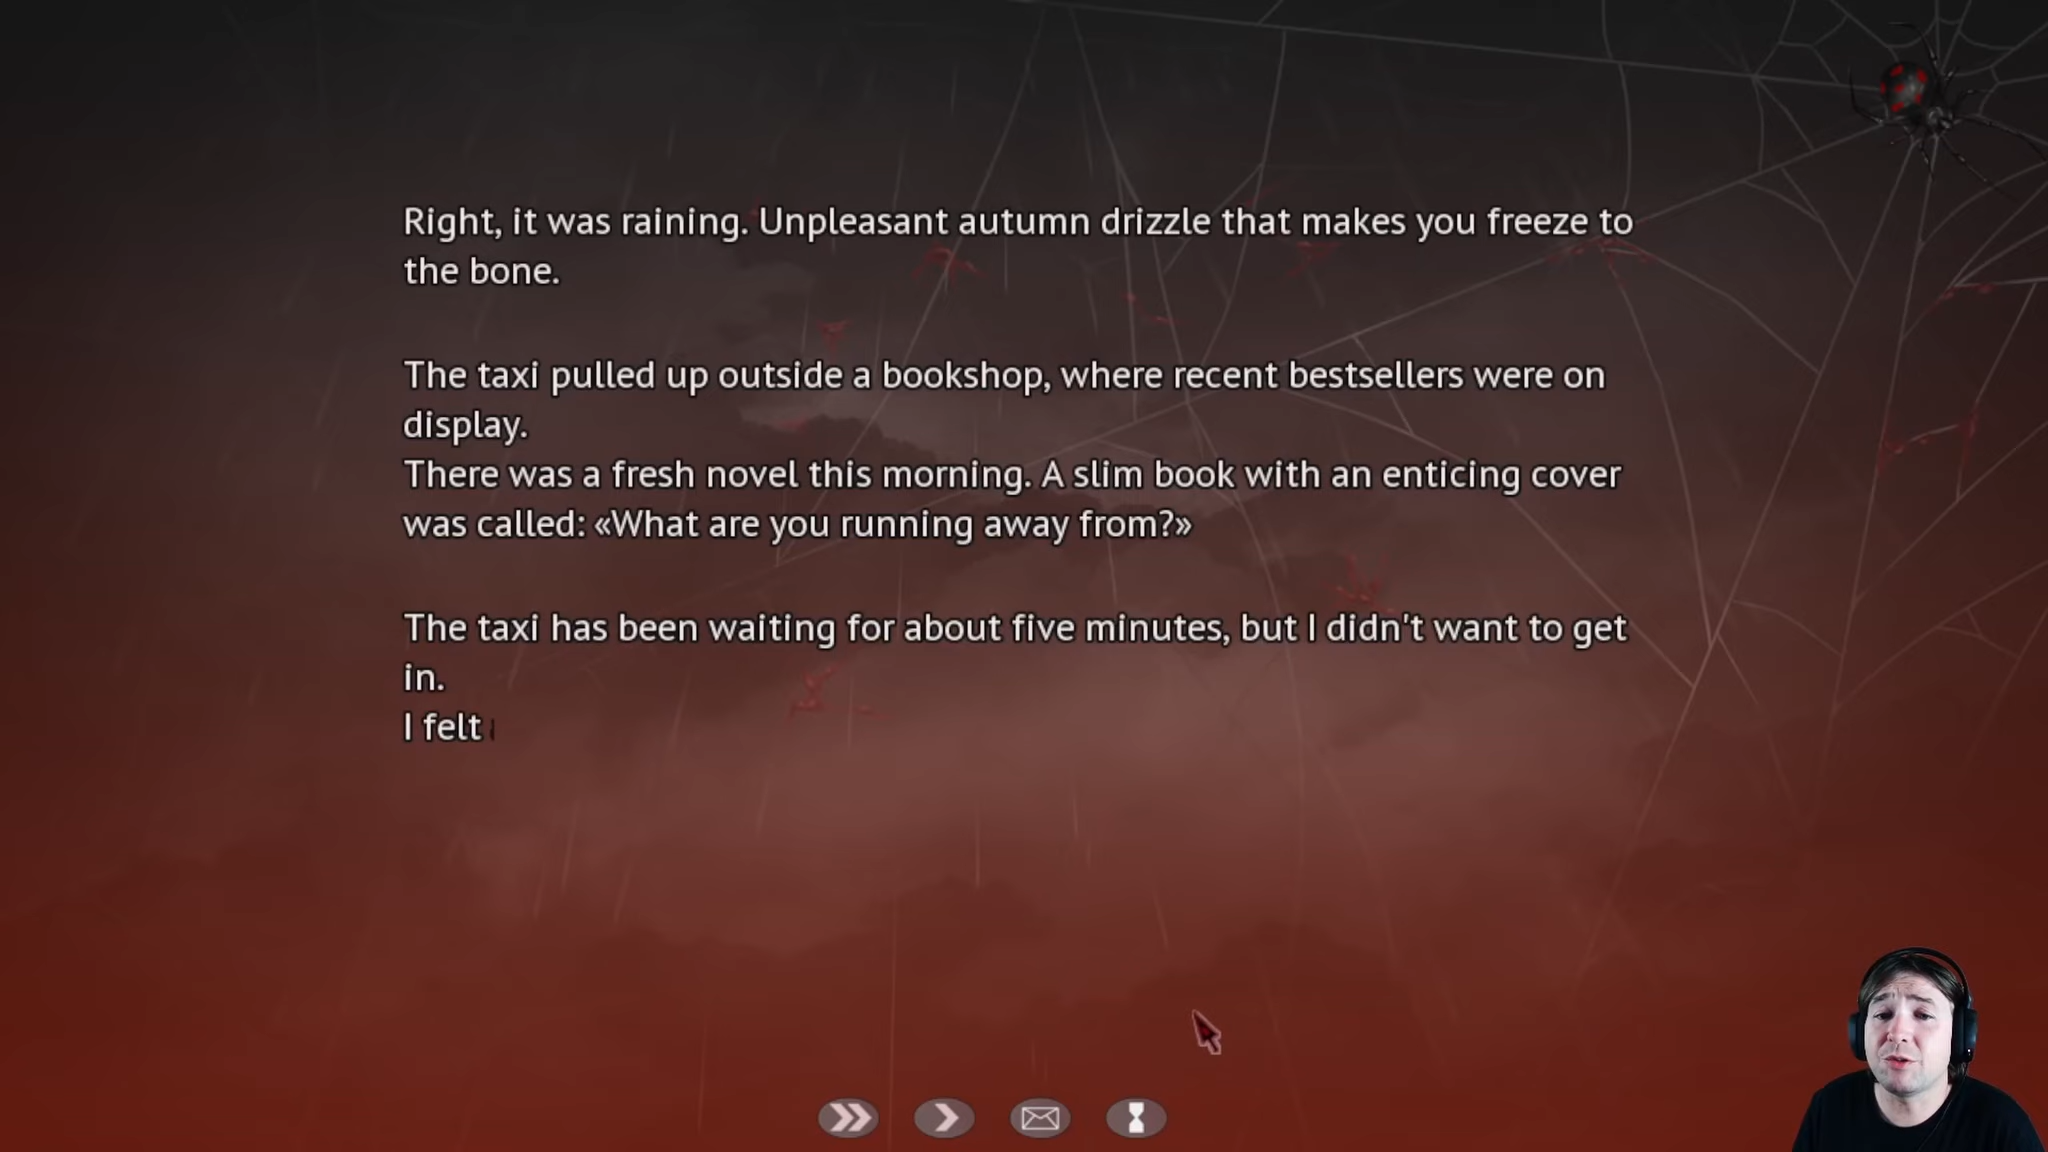 Right, it was raining. Unpleasant autumn drizzle that makes you freeze to
the bone.
The taxi pulled up outside a bookshop, where recent bestsellers were on
display.
There was a fresh novel this morning. A slim book with an enticing cover
was called: «What are you running away from?»
The taxi has been waiting for about five minutes, but I didn't want to get
in.
I felt